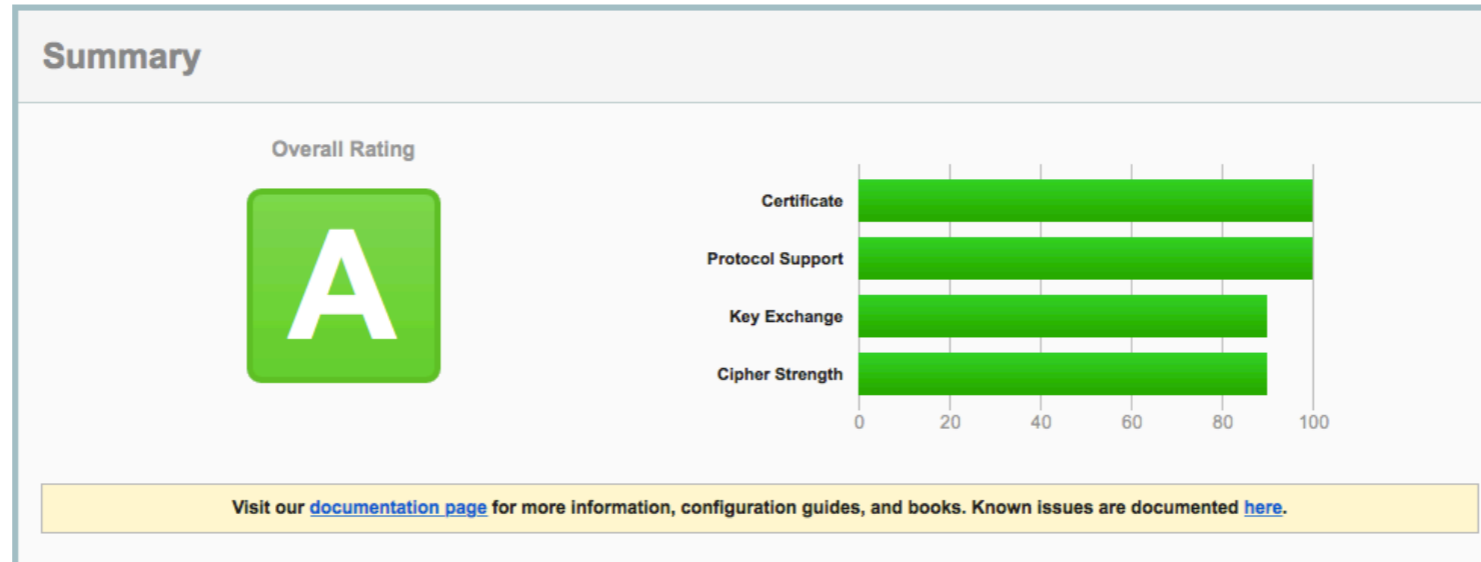 Summary
Overall Rating
A
Certificate
Protocol Support
Key Exchange
Cipher Strength
0 20 40 60 80 100
Visit our documentation page for more information, configuration guides, and books. Known issues are documented here.